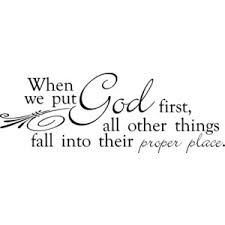 When
we put God first,
all other things
fall into their proper place.